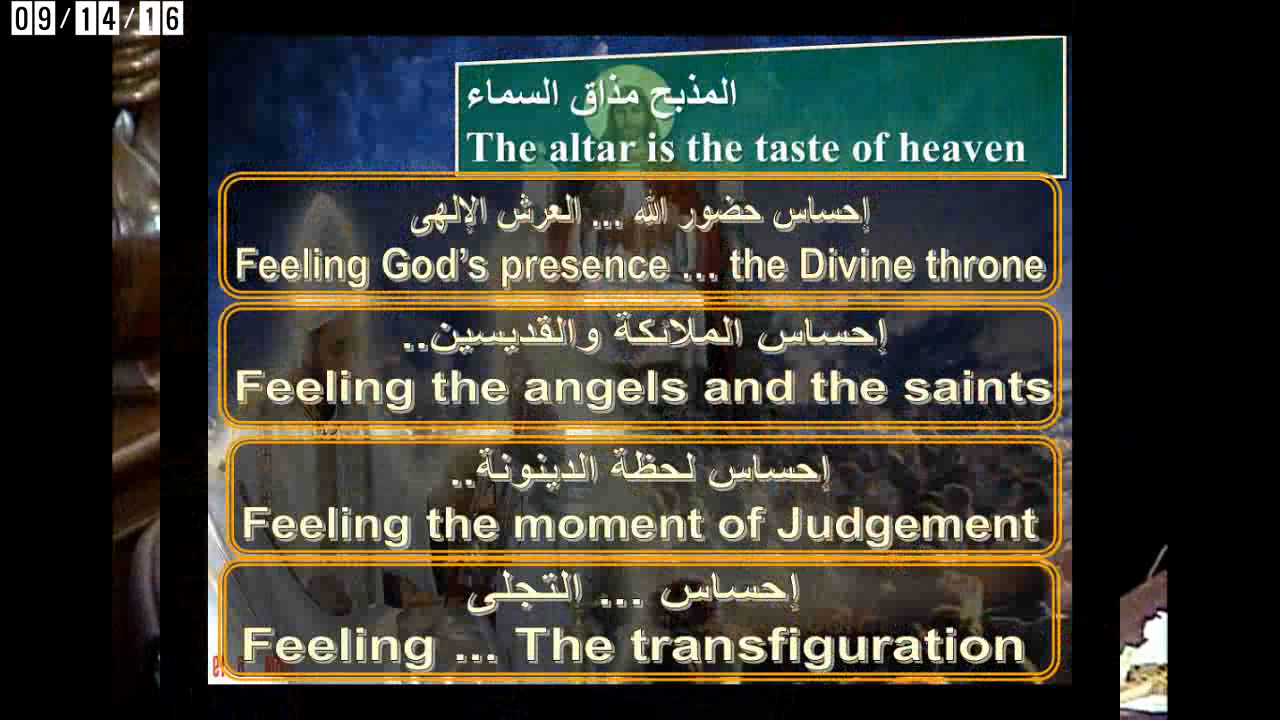 09/14/16
المذبح مذاق السماء
The altar is the taste of heaven
إحساس حضور الله ... العرش الإلهى
Feeling God's presence ... the Divine throne
إحساس الملائكة والقديسين..
Feeling the angels and the saints
إحساس لحظة الدينونة..
Feeling the moment of Judgement
إحساس ... التجلى
Feeling ... The transfiguration